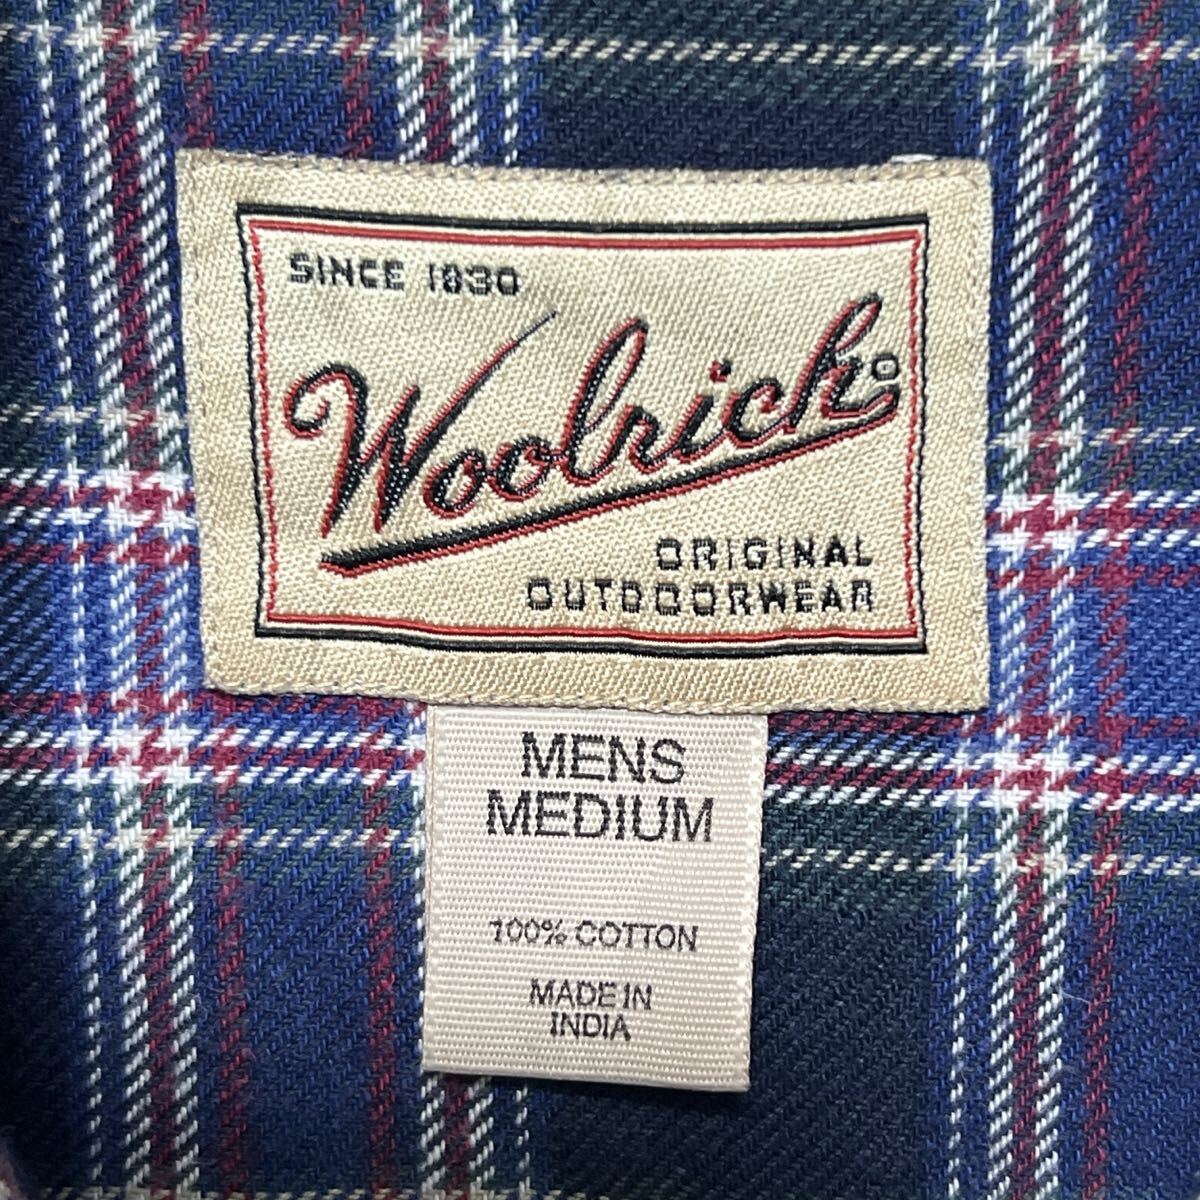 SINCE 1830
Woolrich®
ORIGINAL
OUTDOORWEAR
MENS
MEDIUM
100% COTTON
MADE IN
INDIA